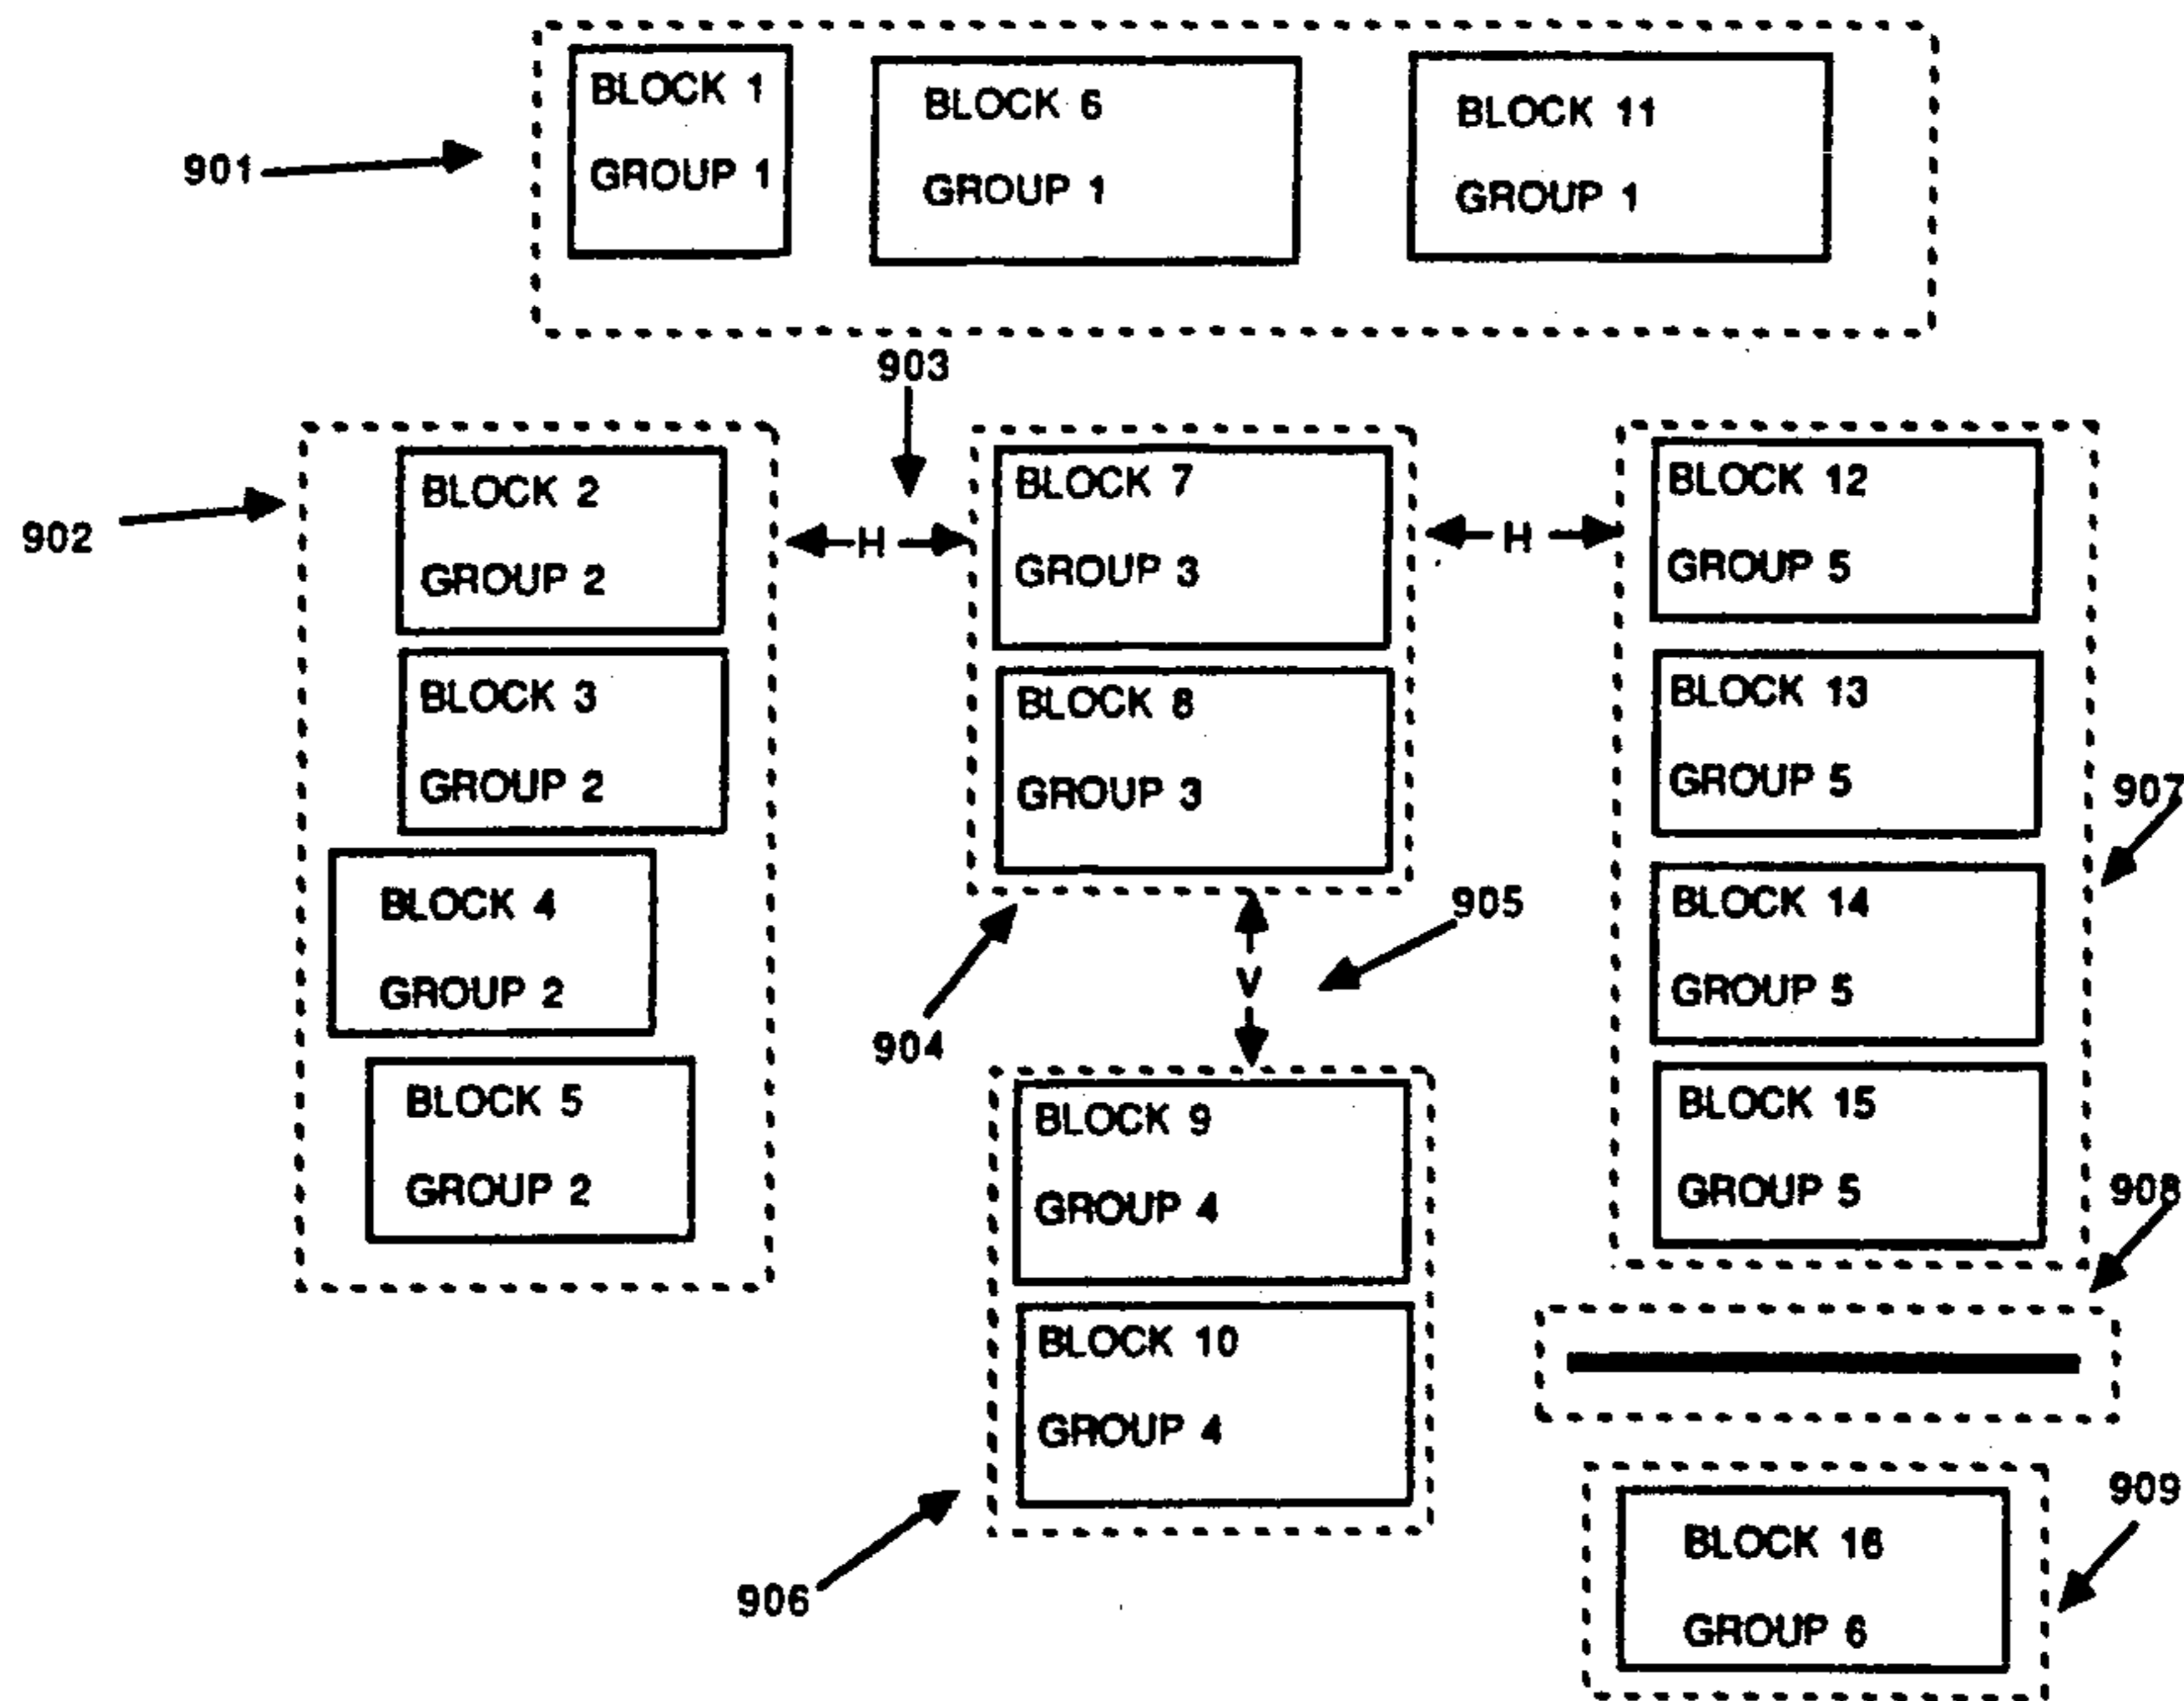 BLOCK 1
GROUP 1
BLOCK 6
GROUP 1
BLOCK 11
GROUP 1
901
903
902
BLOCK 2
GROUP 2
BLOCK 3
GROUP 2
BLOCK 4
GROUP 2
BLOCK 5
GROUP 2
H
BLOCK 7
GROUP 3
BLOCK 8
GROUP 3
904
V
905
BLOCK 9
GROUP 4
BLOCK 10
GROUP 4
906
H
BLOCK 12
GROUP 5
BLOCK 13
GROUP 5
BLOCK 14
GROUP 5
BLOCK 15
GROUP 5
907
908
BLOCK 16
GROUP 6
909